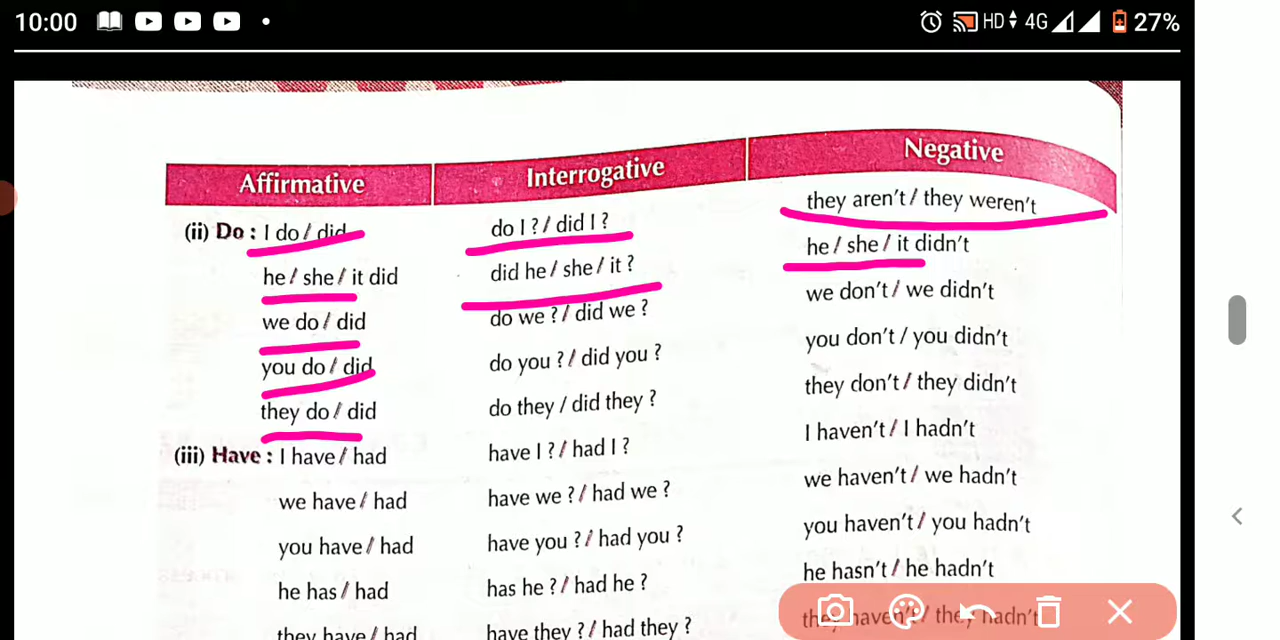 10:00 HD 4G 27%
Affirmative Interrogative Negative
they aren't / they weren't
(ii) Do : I do / did do I ? / did I ? he / she / it didn't
he / she / it did did he / she / it ? we don't / we didn't
we do / did do we ? / did we ? you don't / you didn't
you do / did do you ? / did you ? they don't / they didn't
they do / did do they / did they ? I haven't / I hadn't
(iii) Have : I have / had have I ? / had I ? we haven't / we hadn't
we have / had have we ? / had we ? you haven't / you hadn't
you have / had have you ? / had you ? he hasn't / he hadn't
he has / had has he ? / had he ? they haven't / they hadn't
they have / had have they ? / had they ?